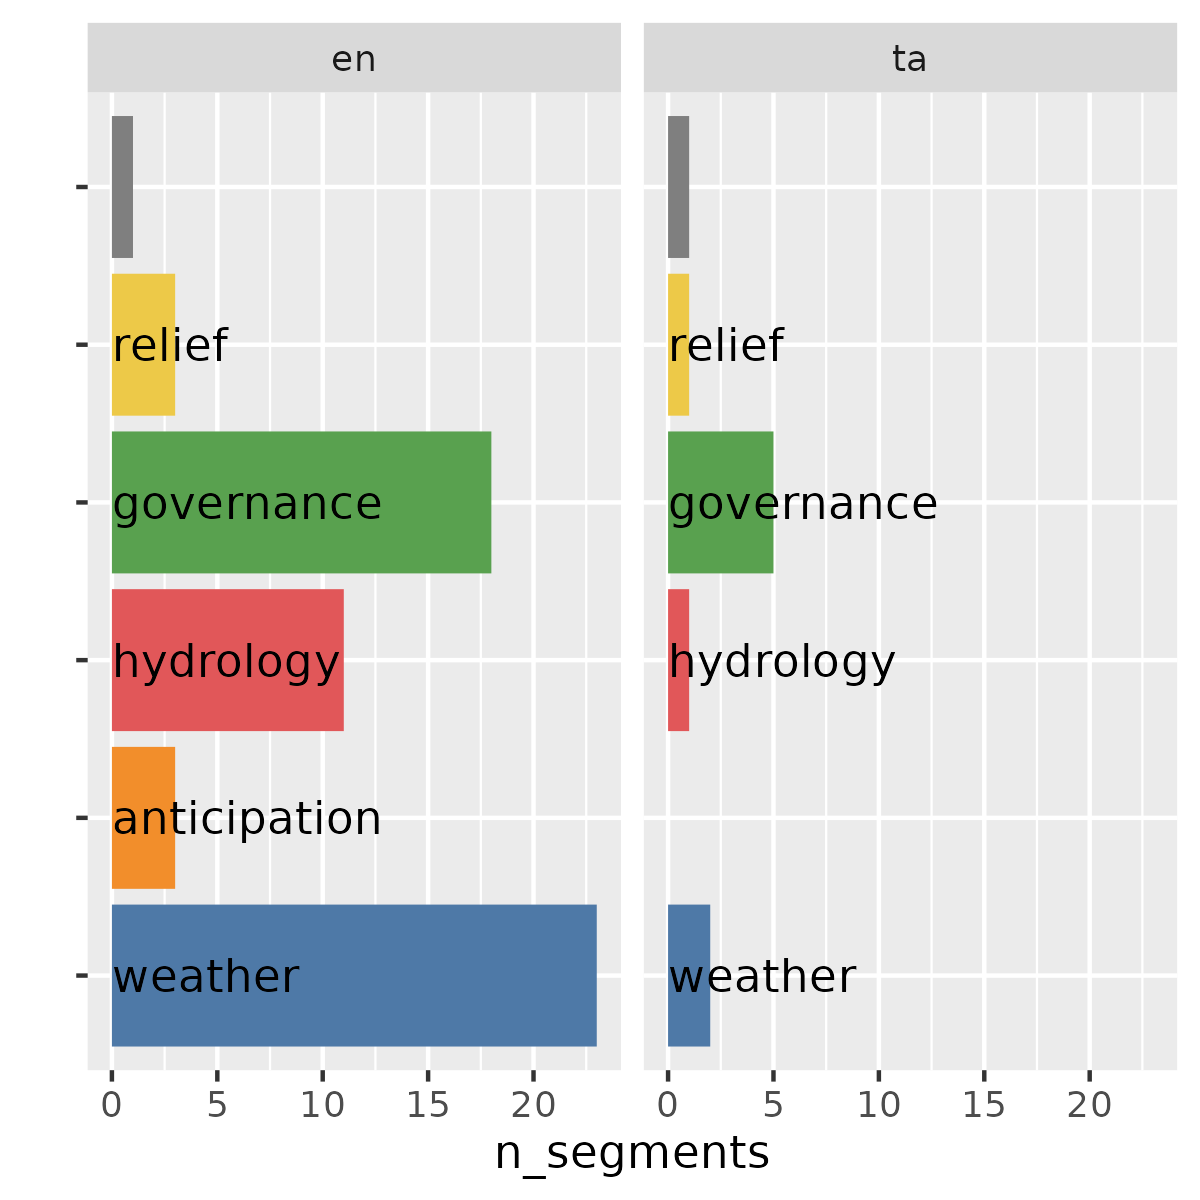 en
ta
relief
relief
governance
governance
hydrology
hydrology
anticipation
weather
weather
0 5 10 15 20
0 5 10 15 20
n_segments